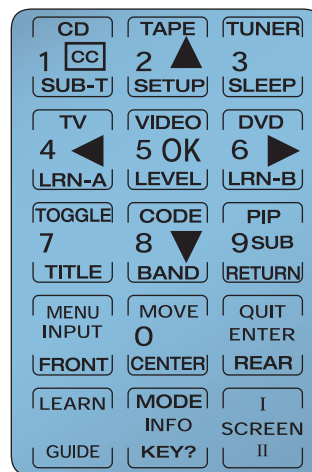 CD TAPE TUNER
1 CC 2 3
SUB-T SETUP SLEEP
TV VIDEO DVD
4 5 OK 6
LRN-A LEVEL LRN-B
TOGGLE CODE PIP
7 8 9 SUB
TITLE BAND RETURN
MENU MOVE QUIT
INPUT 0 ENTER
FRONT CENTER REAR
LEARN MODE I
INFO SCREEN
GUIDE KEY? II